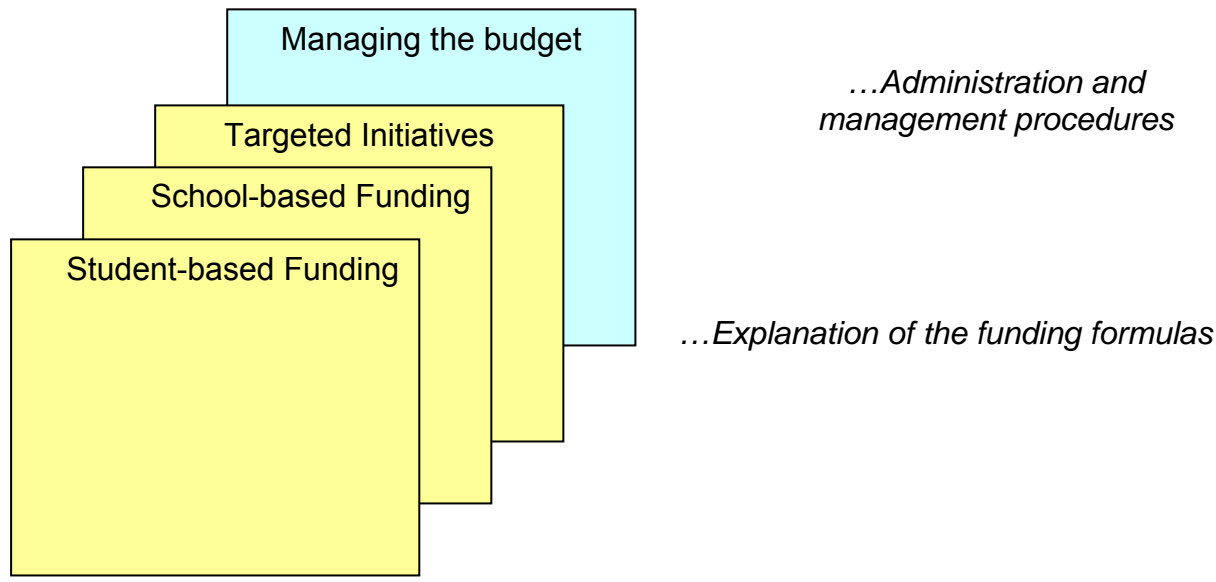 Managing the budget
…Administration and
management procedures
Targeted Initiatives
School-based Funding
Student-based Funding
…Explanation of the funding formulas